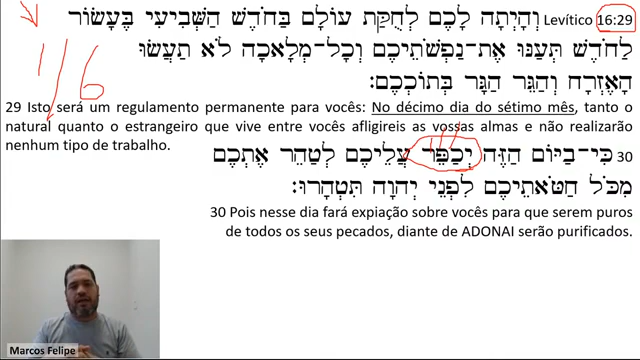 וְהָיְתָה לָכֶם לְחֻקַּת עוֹלָם בַּחֹדֶשׁ הַשְּׁבִיעִי בֶּעָשׂוֹר Levítico 16:29
לַחֹדֶשׁ תְּעַנּוּ אֶת־נַפְשֹׁתֵיכֶם וְכָל־מְלָאכָה לֹא תַעֲשׂוּ
הָאֶזְרָח וְהַגֵּר הַגָּר בְּתוֹכְכֶם׃
29 Isto será um regulamento permanente para vocês: No décimo dia do sétimo mês, tanto o
natural quanto o estrangeiro que vive entre vocês afligireis as vossas almas e não realizarão
nenhum tipo de trabalho.
30 כִּי־בַיּוֹם הַזֶּה יְכַפֵּר עֲלֵיכֶם לְטַהֵר אֶתְכֶם
מִכֹּל חַטֹּאתֵיכֶם לִפְנֵי יְהוָה תִּטְהָרוּ׃
30 Pois nesse dia fará expiação sobre vocês para que serem puros
de todos os seus pecados, diante de ADONAI serão purificados.
Marcos Felipe